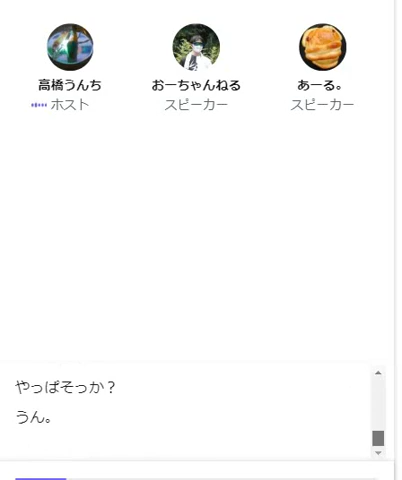 高橋うんち おーちゃんねる あーる。
ホスト スピーカー スピーカー
やっぱそっか？
うん。